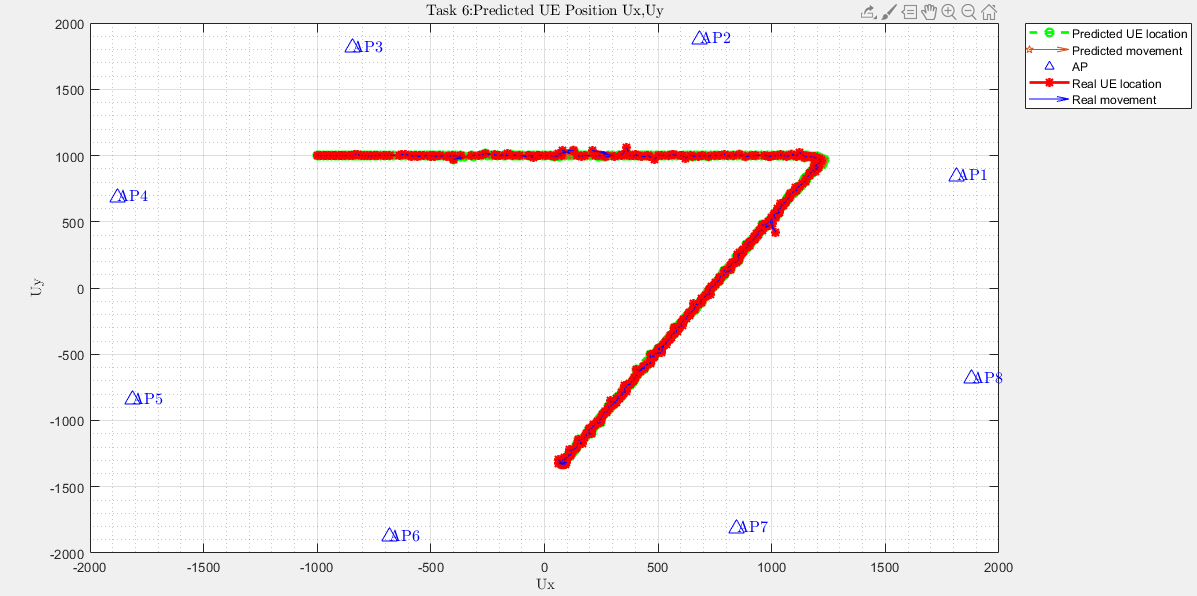 Task 6:Predicted UE Position Ux,Uy
2000
1500
1000
500
0
-500
-1000
-1500
-2000
Uy
AP3
AP2
AP1
AP4
AP8
AP5
AP6
AP7
-2000 -1500 -1000 -500 0 500 1000 1500 2000
Ux
Predicted UE location
Predicted movement
AP
Real UE location
Real movement